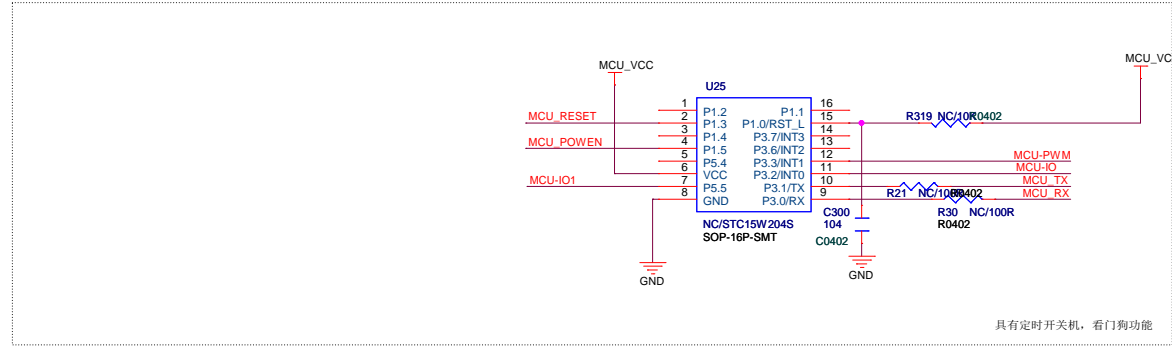 MCU_VCC
MCU_VC
U25
1
P1.2
P1.1
16
MCU_RESET
2
P1.3
P1.0/RST_L
15
R319 NC/10R R0402
3
P1.4
P3.7/INT3
14
MCU_POWEN
4
P1.5
P3.6/INT2
13
5
P5.4
P3.3/INT1
12
MCU-PWM
6
VCC
P3.2/INT0
11
MCU-IO
MCU-IO1
7
P5.5
P3.1/TX
10
MCU_TX
8
GND
P3.0/RX
9
MCU_RX
R21 NC/100R R0402
R30 NC/100R
R0402
NC/STC15W204S
SOP-16P-SMT
C300
104
C0402
GND
GND
具有定时开关机，看门狗功能